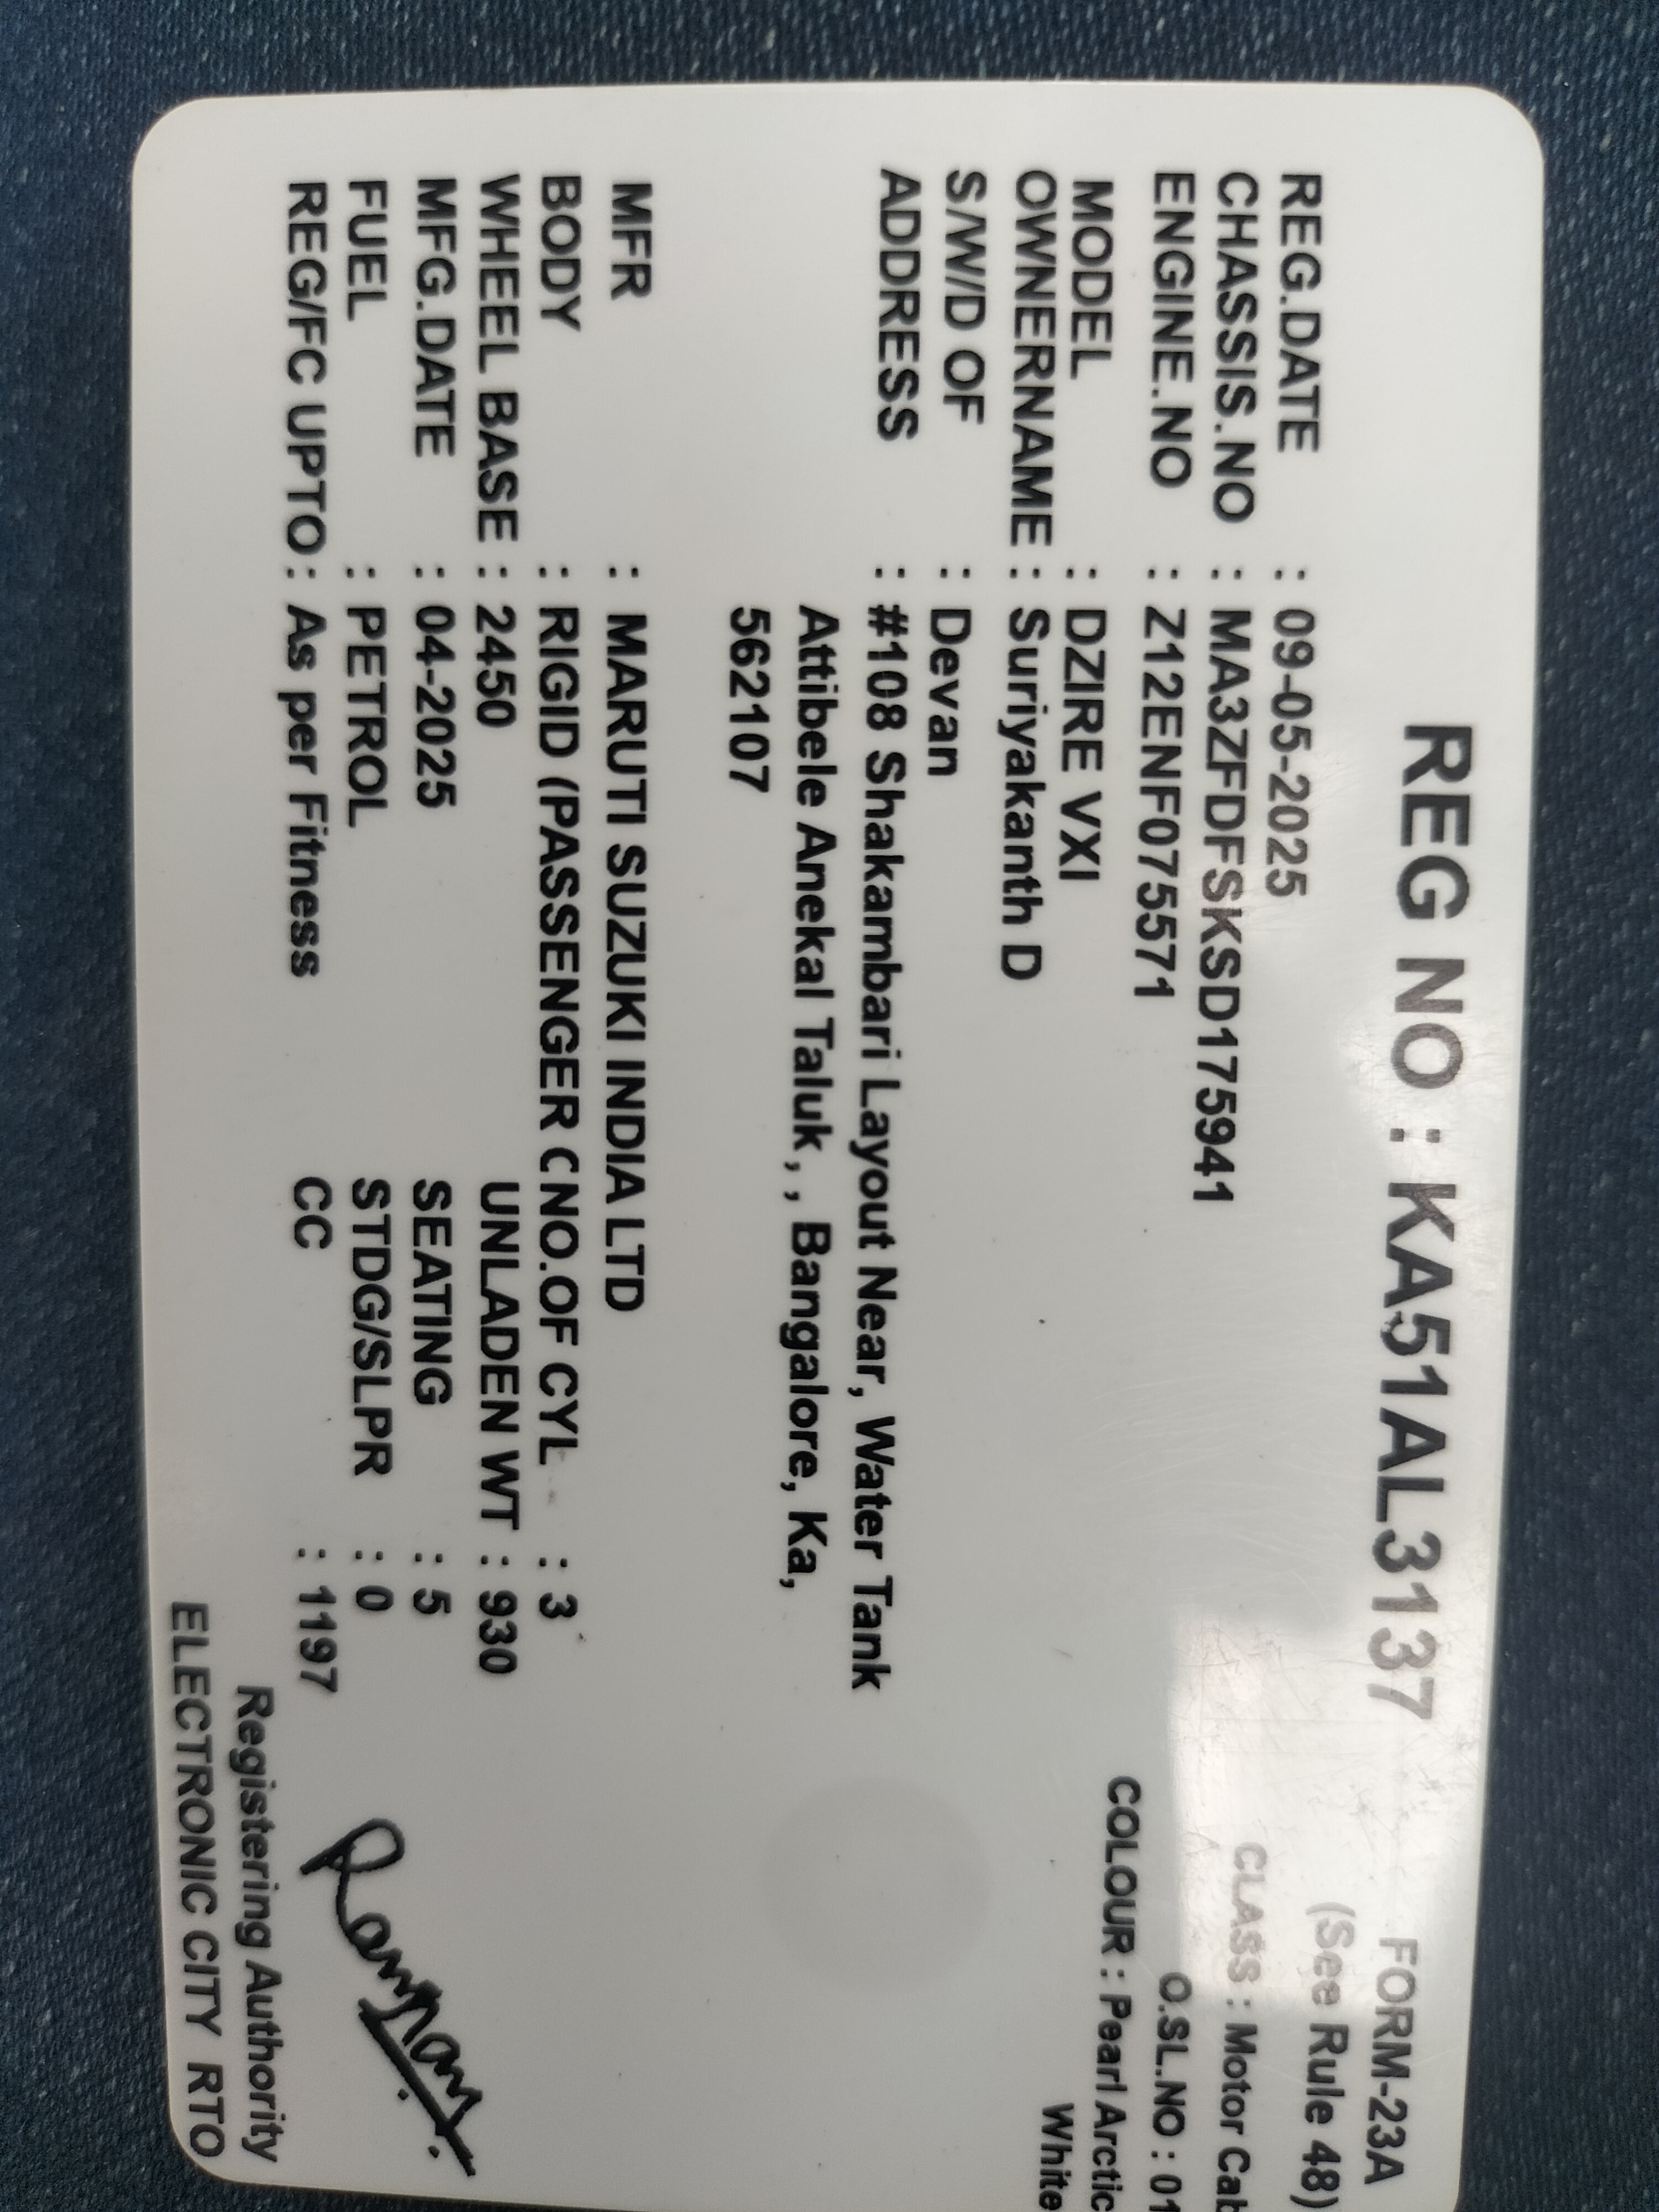 FORM-23A
(See Rule 48)
REG NO : KA51AL3137
REG.DATE : 09-05-2025 CLASS : Motor Cab
CHASSIS.NO : MA3ZFDFSKSD175941 O.SL.NO : 01
ENGINE.NO : Z12ENF075571 COLOUR : Pearl Arctic
MODEL : DZIRE VXI White
OWNERNAME : Suriyakanth D
S/W/D OF : Devan
ADDRESS : #108 Shakambari Layout Near, Water Tank
Attibele Anekal Taluk, , Bangalore, Ka,
562107
MFR : MARUTI SUZUKI INDIA LTD
BODY : RIGID (PASSENGER C NO.OF CYL : 3
WHEEL BASE : 2450 UNLADEN WT : 930
MFG.DATE : 04-2025 SEATING : 5
FUEL : PETROL STDG/SLPR : 0
REG/FC UPTO : As per Fitness CC : 1197
Registering Authority
ELECTRONIC CITY RTO